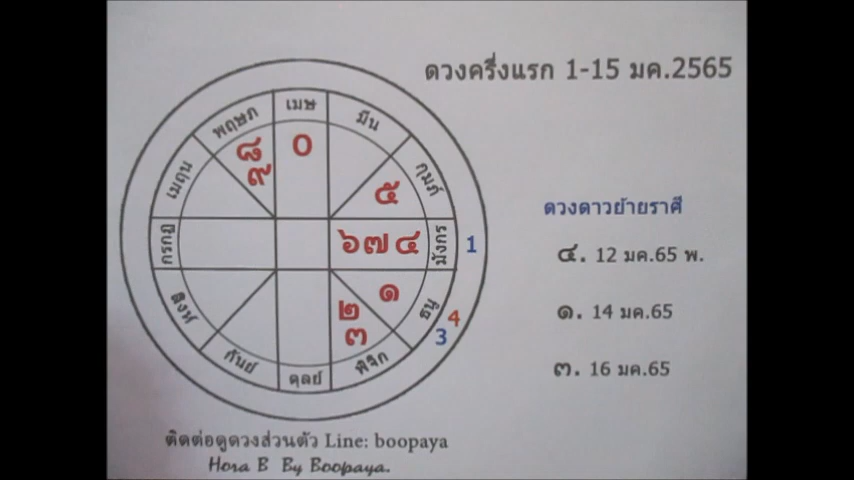 ดวงครึ่งแรก 1-15 มค.2565
เมษ
พฤษภ
มีน
เมถุน
กุมภ์
กรกฎ
มังกร
สิงห์
ธนู
กันย์
ตุลย์
พิจิก
๐
๘
๙
๕
๖๗๔
๑
๒
๓
1
4
3
ดวงดาวย้ายราศี
๔. 12 มค.65 พ.
๑. 14 มค.65
๓. 16 มค.65
ติดต่อดูดวงส่วนตัว Line: boopaya
Hora B By Boopaya.